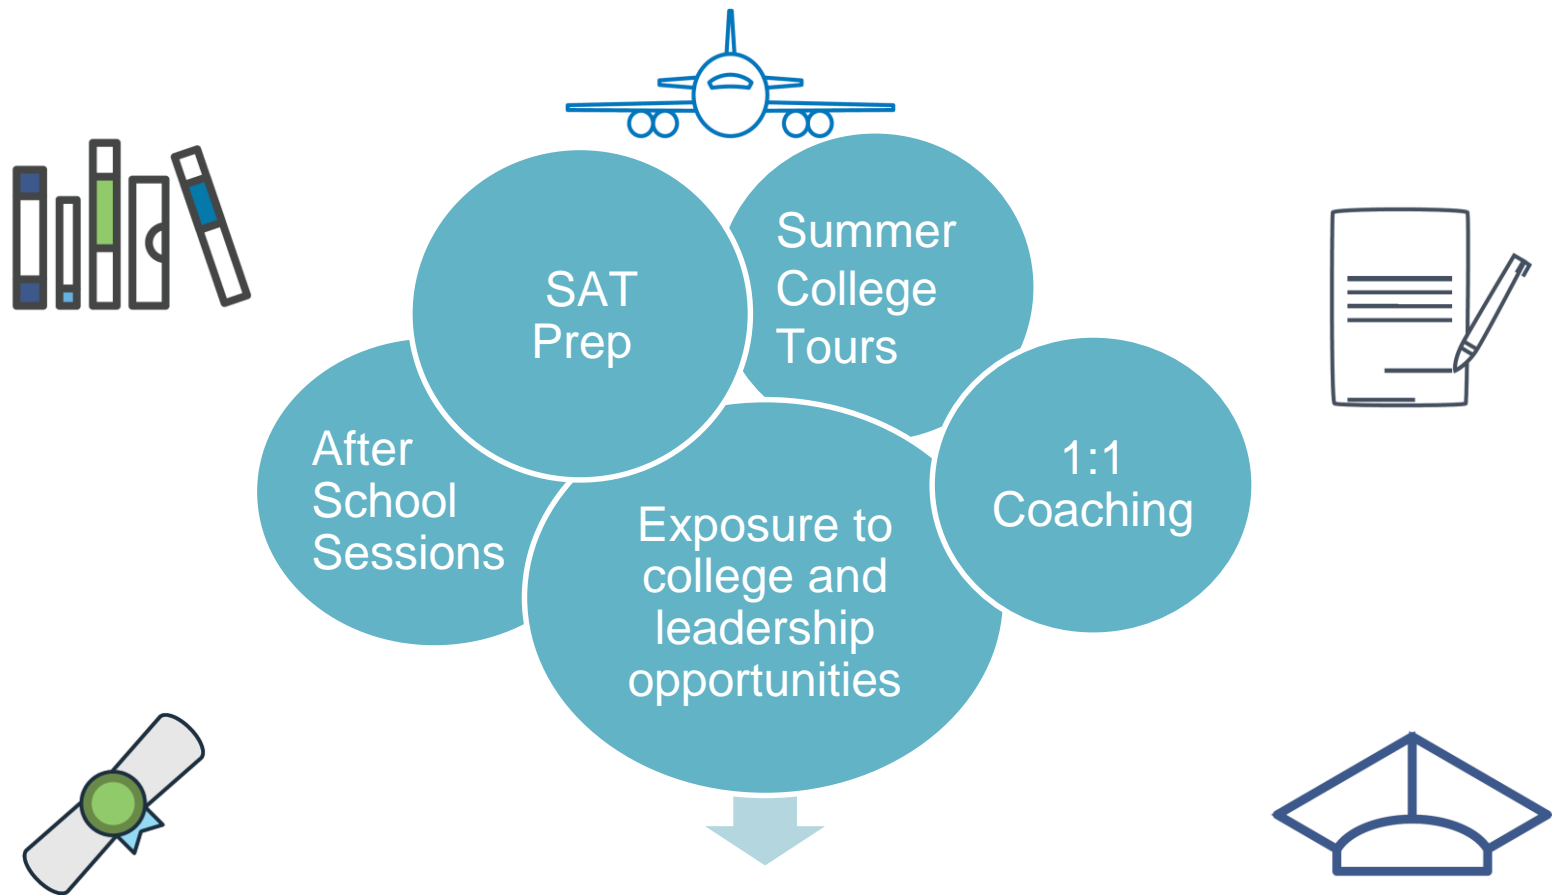 SAT
Prep
Summer
College
Tours
After
School
Sessions
1:1
Coaching
Exposure to
college and
leadership
opportunities